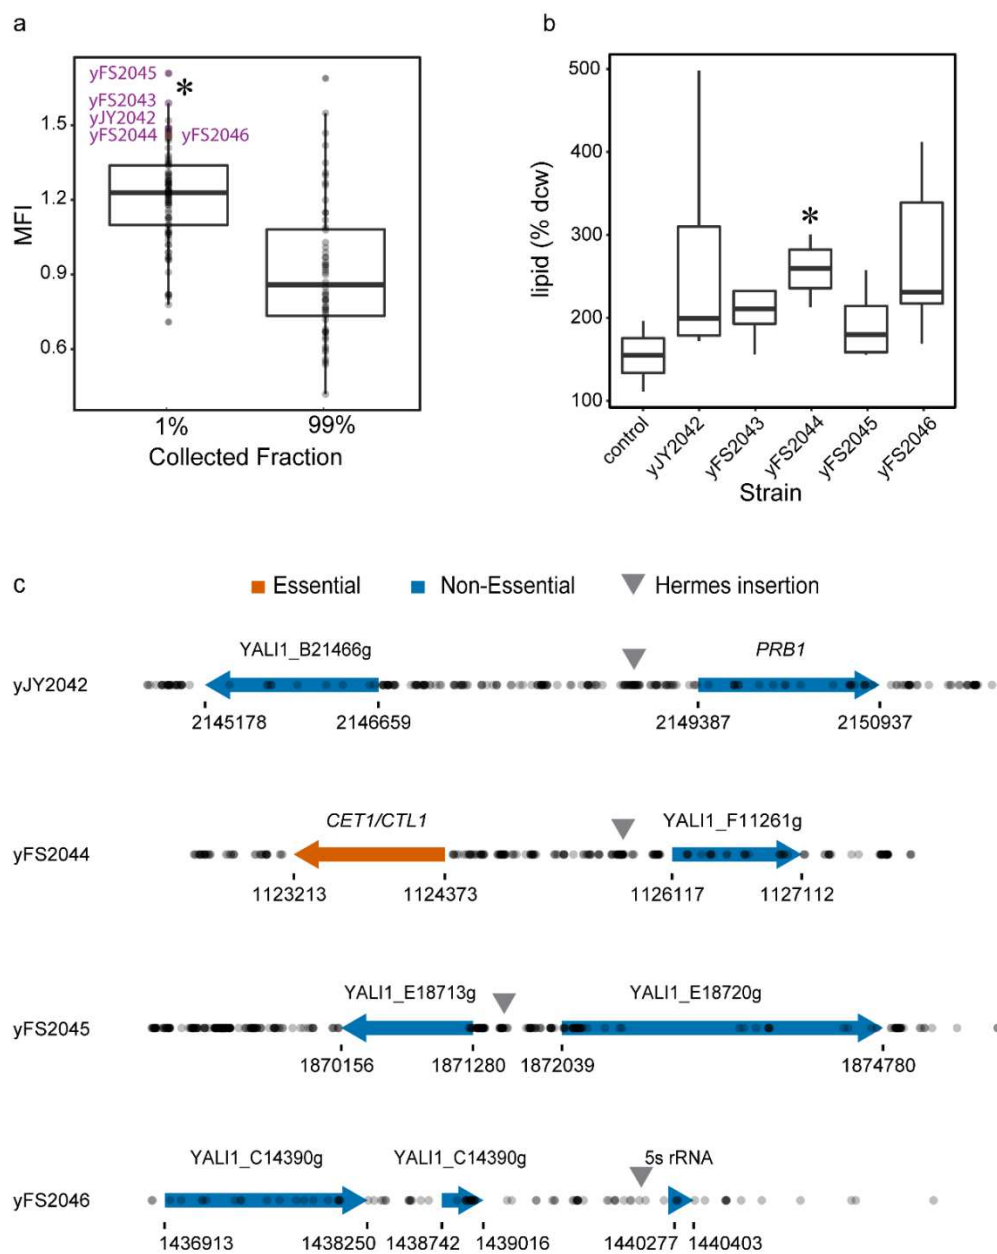 a
yFS2045
*
yFS2043
yJY2042
yFS2044 yFS2046
1.5
1.2
0.9
0.6
MFI
1% 99%
Collected Fraction
b
500
400
300
200
100
lipid (% dcw)
*
control yJY2042 yFS2043 yFS2044 yFS2045 yFS2046
Strain
c
Essential Non-Essential Hermes insertion
YALI1_B21466g PRB1
yJY2042
2145178 2146659 2149387 2150937
CET1/CTL1 YALI1_F11261g
yFS2044
1123213 1124373 1126117 1127112
YALI1_E18713g YALI1_E18720g
yFS2045
1870156 1871280 1872039 1874780
YALI1_C14390g YALI1_C14390g 5s rRNA
yFS2046
1436913 1438250 1438742 1439016 1440277 1440403